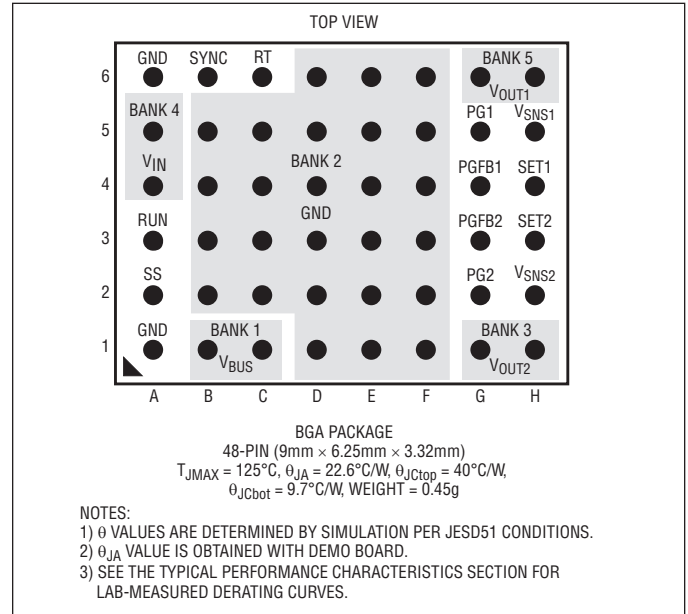 TOP VIEW
GND SYNC RT BANK 5
6
VOUT1
BANK 4 PG1 VSNS1
5
VIN BANK 2 PGFB1 SET1
4
GND
RUN PGFB2 SET2
3
SS PG2 VSNS2
2
GND BANK 1 BANK 3
1
VBUS VOUT2
A B C D E F G H
BGA PACKAGE
48-PIN (9mm × 6.25mm × 3.32mm)
TJMAX = 125°C, θJA = 22.6°C/W, θJCtop = 40°C/W,
θJCbot = 9.7°C/W, WEIGHT = 0.45g
NOTES:
1) θ VALUES ARE DETERMINED BY SIMULATION PER JESD51 CONDITIONS.
2) θJA VALUE IS OBTAINED WITH DEMO BOARD.
3) SEE THE TYPICAL PERFORMANCE CHARACTERISTICS SECTION FOR
LAB-MEASURED DERATING CURVES.